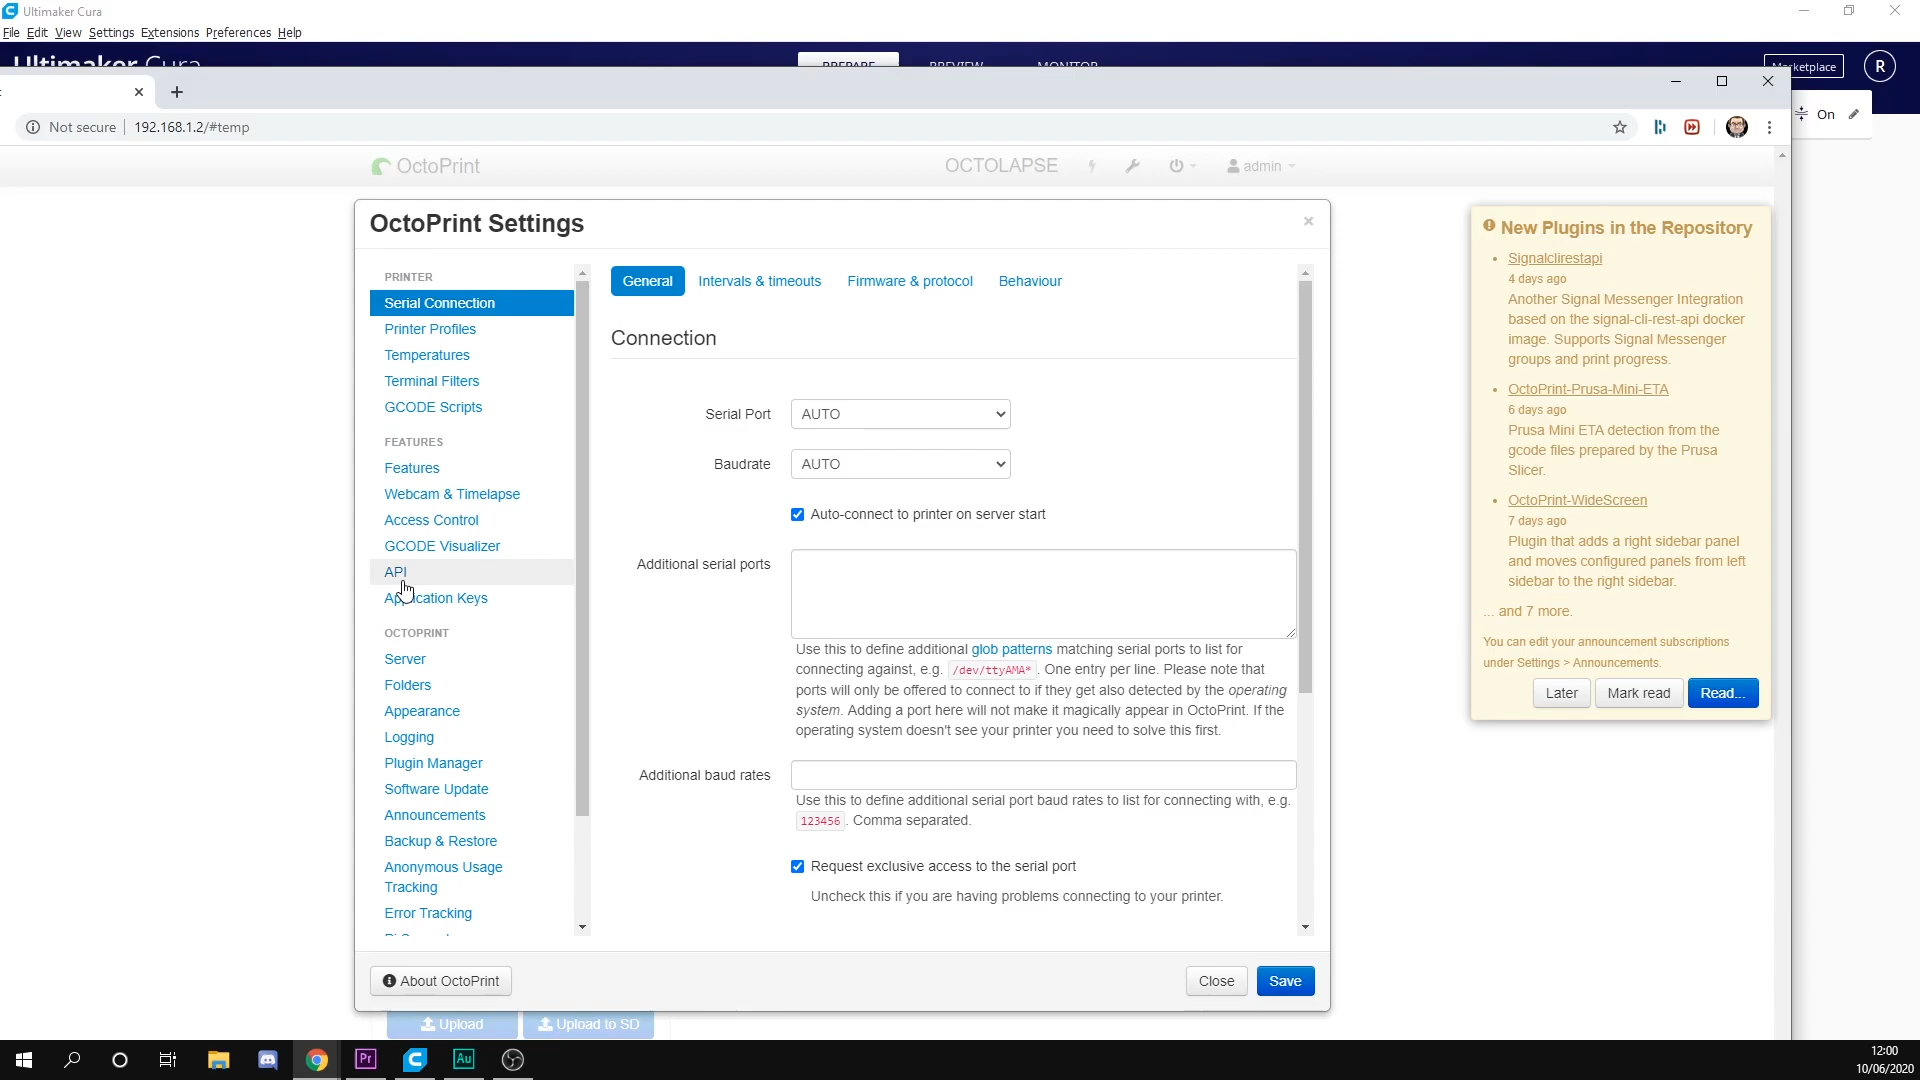 Ultimaker Cura
File Edit View Settings Extensions Preferences Help
Ultimaker Cura
PREPARE PREVIEW MONITOR
Marketplace
R
On
Not secure 192.168.1.2/#temp
OctoPrint
OCTOLAPSE
admin
OctoPrint Settings
×
PRINTER
Serial Connection
Printer Profiles
Temperatures
Terminal Filters
GCODE Scripts
FEATURES
Features
Webcam & Timelapse
Access Control
GCODE Visualizer
API
Application Keys
OCTOPRINT
Server
Folders
Appearance
Logging
Plugin Manager
Software Update
Announcements
Backup & Restore
Anonymous Usage
Tracking
Error Tracking
General Intervals & timeouts Firmware & protocol Behaviour
Connection
Serial Port AUTO
Baudrate AUTO
Auto-connect to printer on server start
Additional serial ports
Use this to define additional glob patterns matching serial ports to list for
connecting against, e.g. /dev/ttyAMA* . One entry per line. Please note that
ports will only be offered to connect to if they get also detected by the operating
system. Adding a port here will not make it magically appear in OctoPrint. If the
operating system doesn't see your printer you need to solve this first.
Additional baud rates
Use this to define additional serial port baud rates to list for connecting with, e.g.
123456 . Comma separated.
Request exclusive access to the serial port
Uncheck this if you are having problems connecting to your printer.
About OctoPrint
Close Save
Upload Upload to SD
New Plugins in the Repository
• Signalclirestapi
4 days ago
Another Signal Messenger Integration
based on the signal-cli-rest-api docker
image. Supports Signal Messenger
groups and print progress.
• OctoPrint-Prusa-Mini-ETA
6 days ago
Prusa Mini ETA detection from the
gcode files prepared by the Prusa
Slicer.
• OctoPrint-WideScreen
7 days ago
Plugin that adds a right sidebar panel
and moves configured panels from left
sidebar to the right sidebar.
... and 7 more.
You can edit your announcement subscriptions
under Settings > Announcements.
Later Mark read Read...
Pr
Au
12:00
10/06/2020